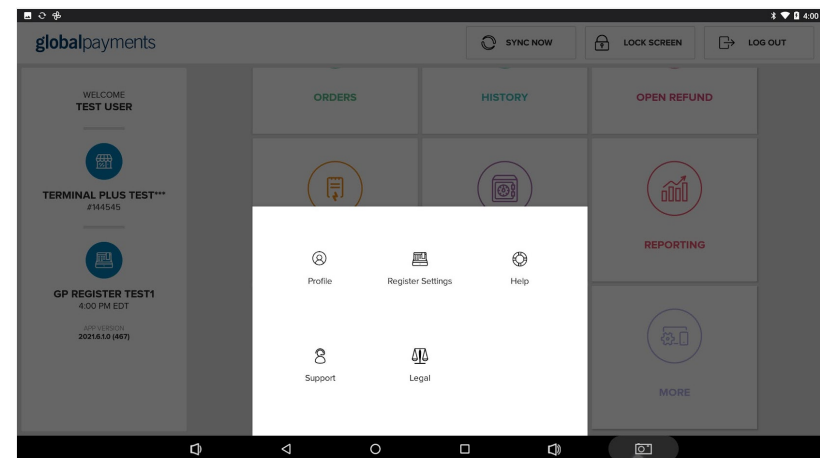 4:00
globalpayments
SYNC NOW
LOCK SCREEN
LOG OUT
WELCOME
TEST USER
TERMINAL PLUS TEST***
#144545
GP REGISTER TEST1
4:00 PM EDT
APP VERSION
2021.6.1.0 (467)
ORDERS
HISTORY
OPEN REFUND
REPORTING
MORE
Profile
Register Settings
Help
Support
Legal